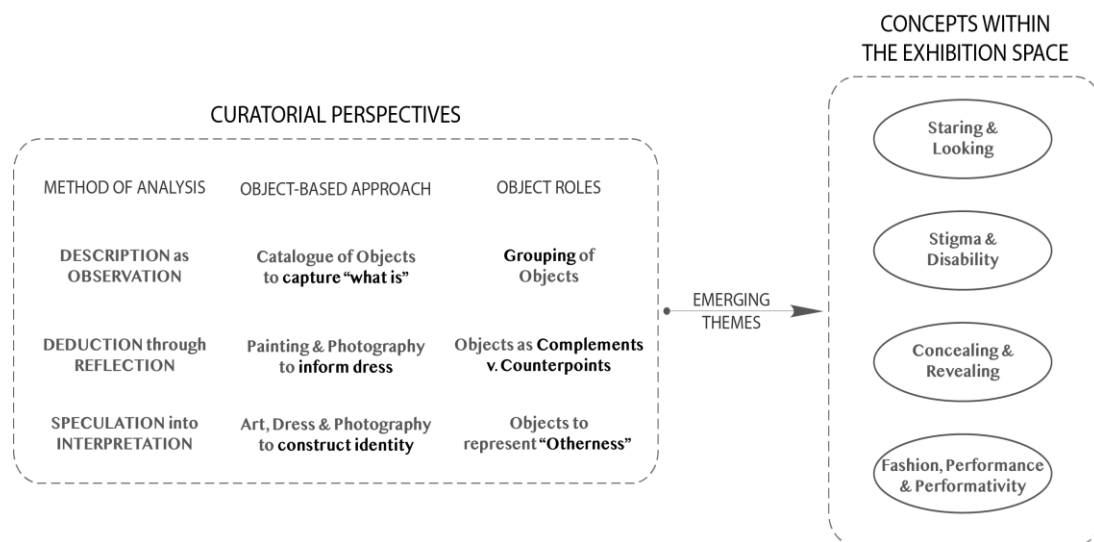 CONCEPTS WITHIN
THE EXHIBITION SPACE
CURATORIAL PERSPECTIVES
METHOD OF ANALYSIS
OBJECT-BASED APPROACH
OBJECT ROLES
DESCRIPTION as
OBSERVATION
Catalogue of Objects
to capture “what is”
Grouping of
Objects
DEDUCTION through
REFLECTION
Painting & Photography
to inform dress
Objects as Complements
v. Counterpoints
SPECULATION into
INTERPRETATION
Art, Dress & Photography
to construct identity
Objects to
represent “Otherness”
EMERGING
THEMES
Staring &
Looking
Stigma &
Disability
Concealing &
Revealing
Fashion, Performance
& Performativity